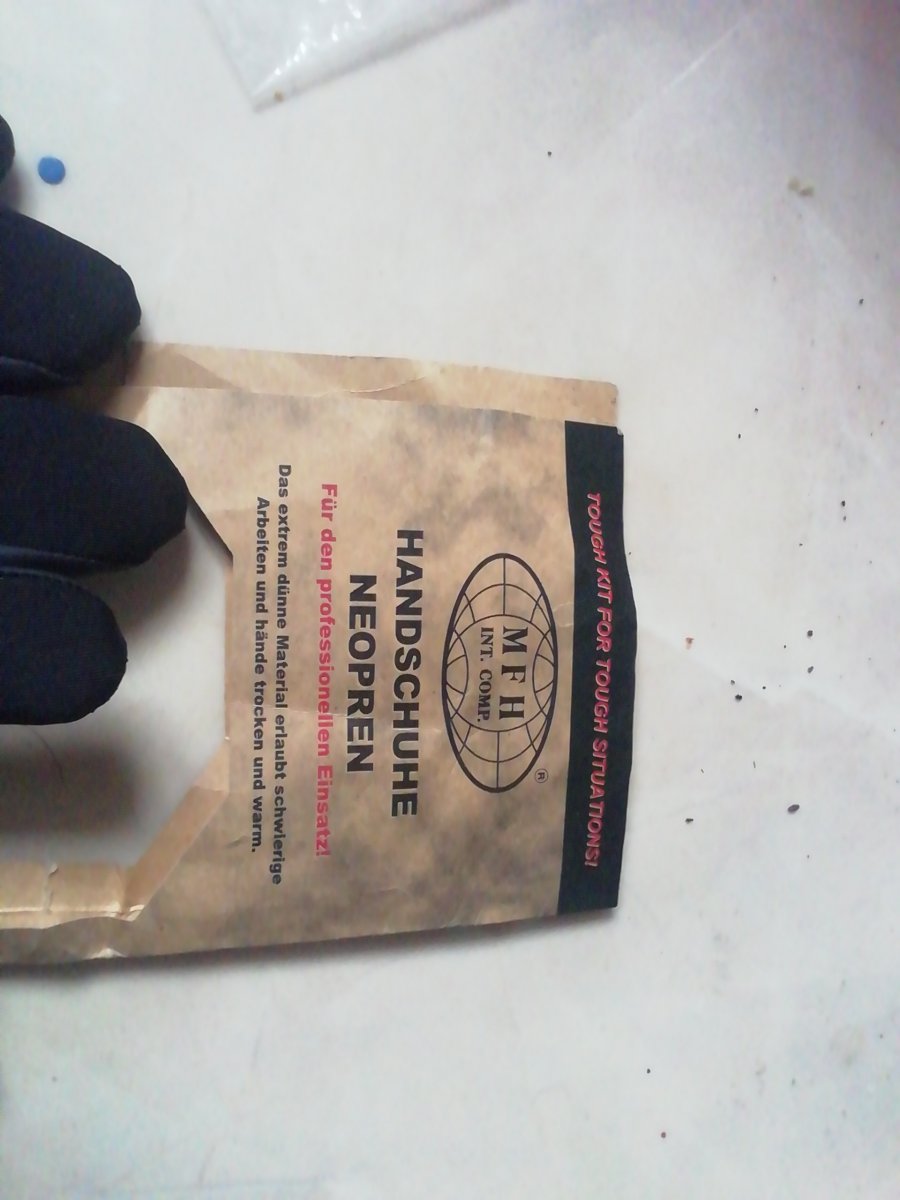 TOUGH KIT FOR TOUGH SITUATIONS!
MFH
INT. COMP.
®
HANDSCHUHE
NEOPREN
Für den professionellen Einsatz!
Das extrem dünne Material erlaubt schwierige
Arbeiten und hände trocken und warm.